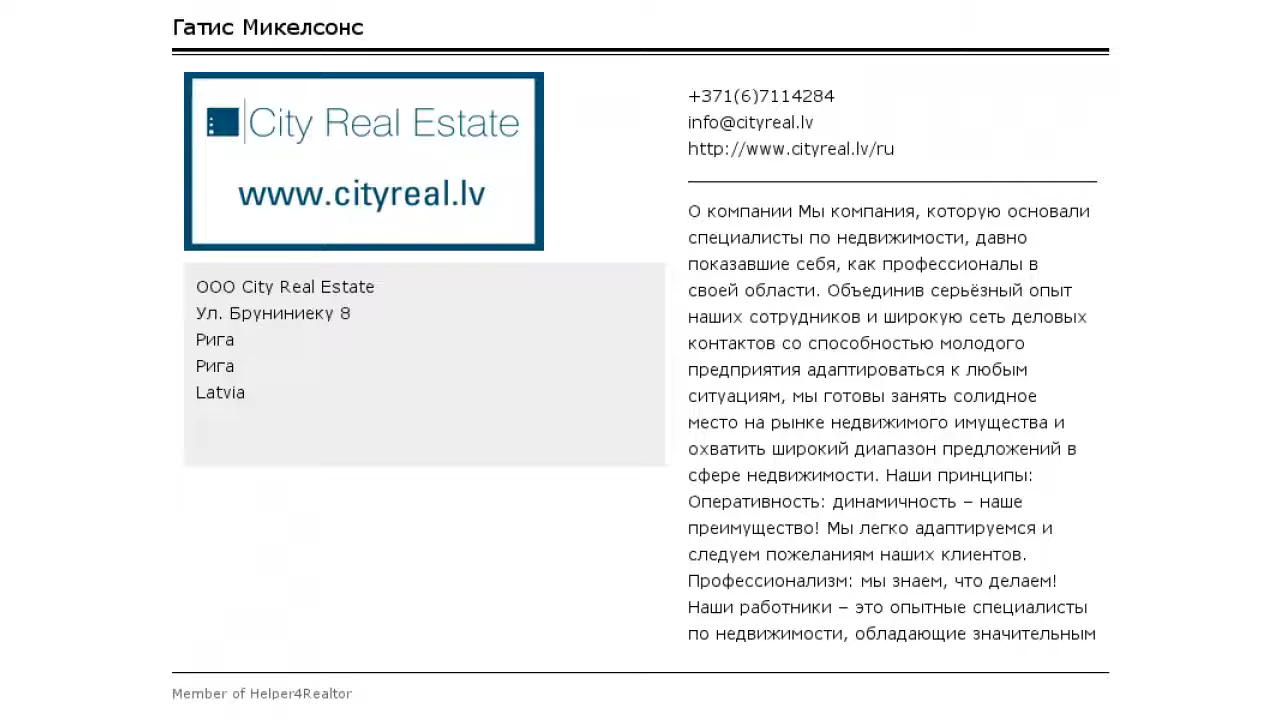 Гатис Микелсонс
City Real Estate
www.cityreal.lv
ООО City Real Estate
Ул. Бруниниеку 8
Рига
Рига
Latvia
+371(6)7114284
info@cityreal.lv
http://www.cityreal.lv/ru
О компании Мы компания, которую основали
специалисты по недвижимости, давно
показавшие себя, как профессионалы в
своей области. Объединив серьёзный опыт
наших сотрудников и широкую сеть деловых
контактов со способностью молодого
предприятия адаптироваться к любым
ситуациям, мы готовы занять солидное
место на рынке недвижимого имущества и
охватить широкий диапазон предложений в
сфере недвижимости. Наши принципы:
Оперативность: динамичность – наше
преимущество! Мы легко адаптируемся и
следуем пожеланиям наших клиентов.
Профессионализм: мы знаем, что делаем!
Наши работники – это опытные специалисты
по недвижимости, обладающие значительным
Member of Helper4Realtor